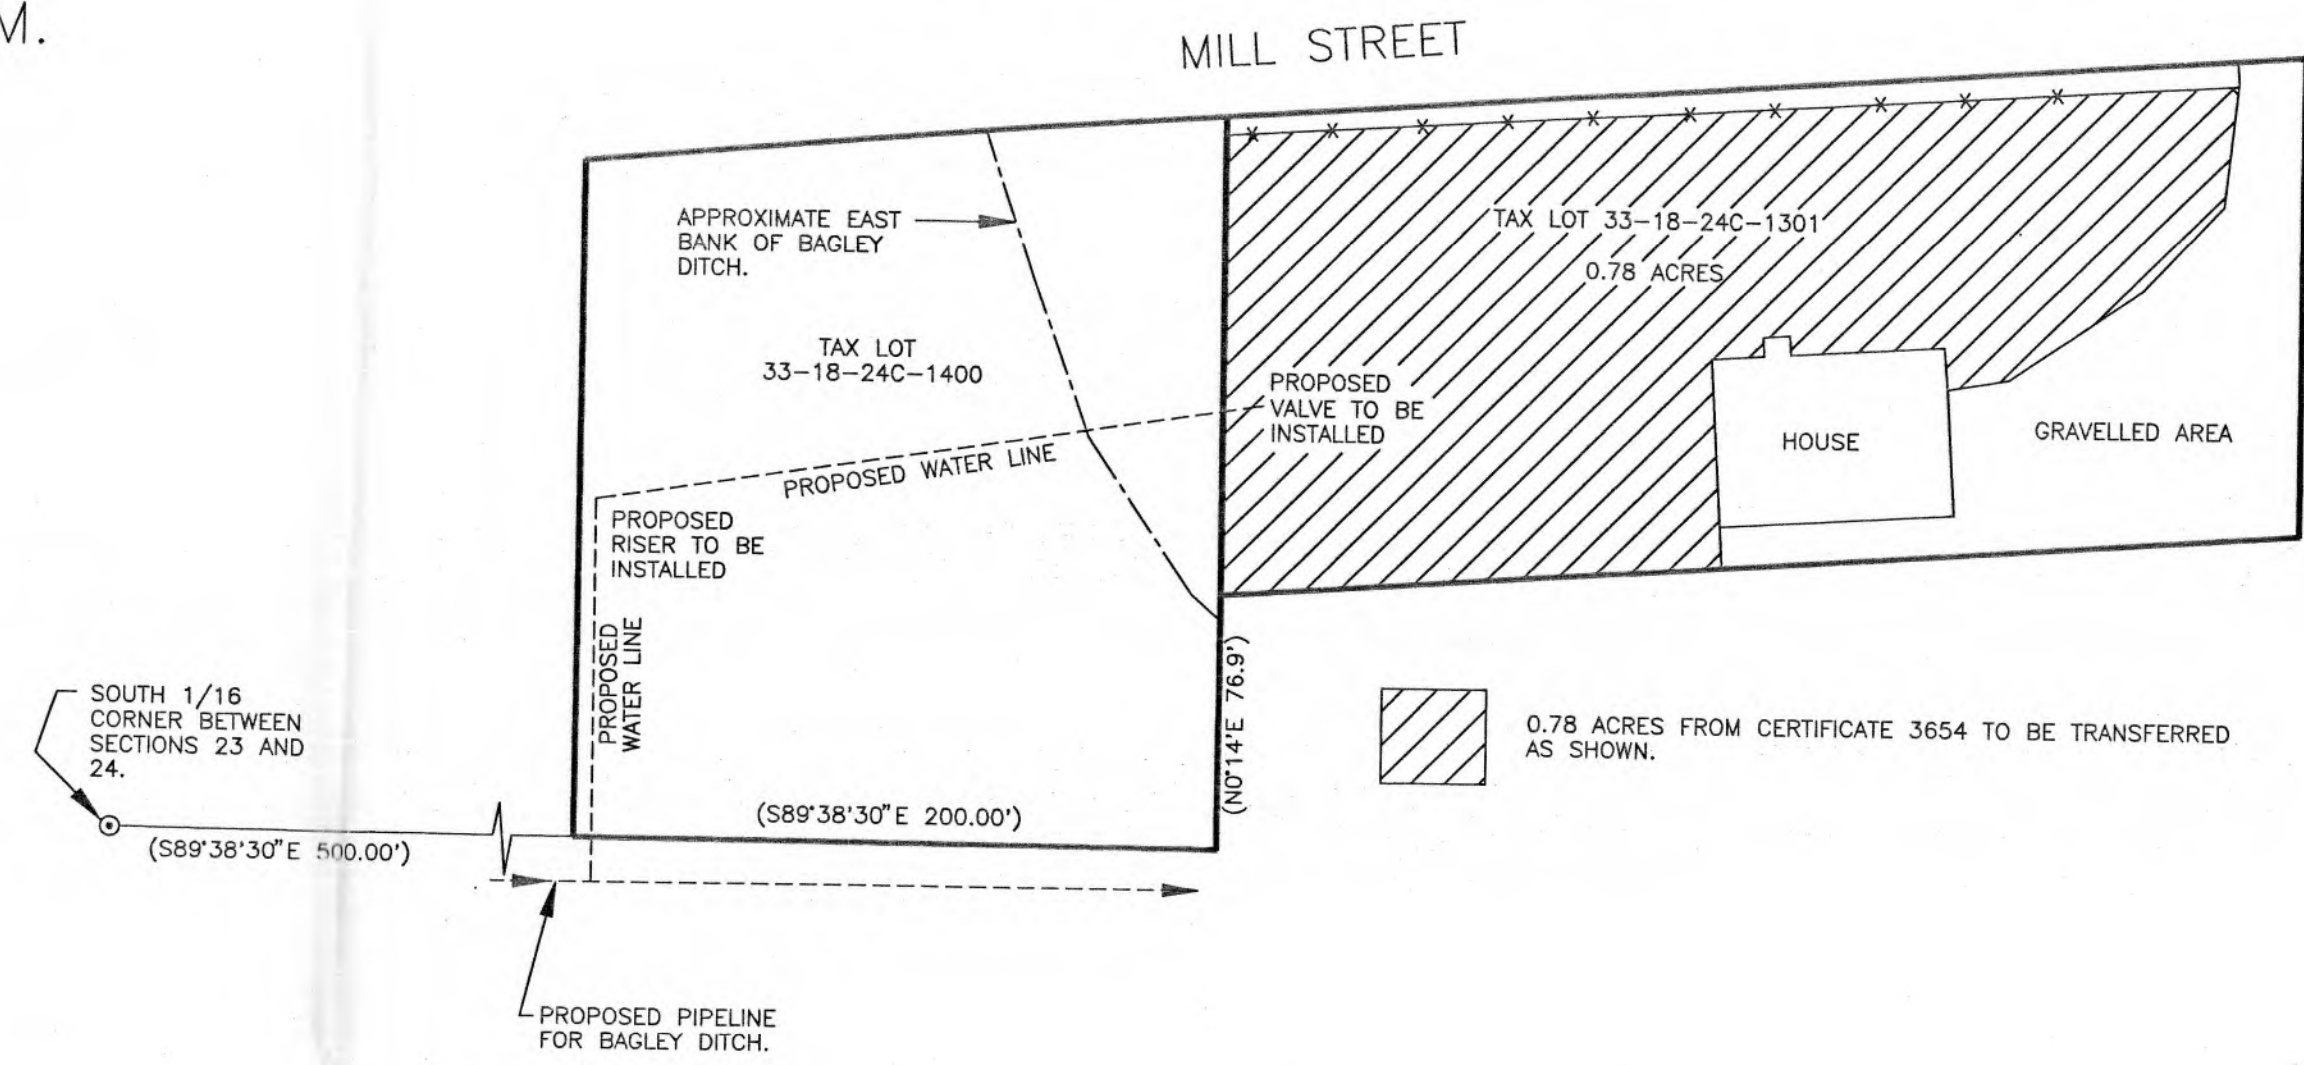 M.
MILL STREET
APPROXIMATE EAST
BANK OF BAGLEY
DITCH.
TAX LOT 33-18-24C-1301
0.78 ACRES
TAX LOT
33-18-24C-1400
PROPOSED
VALVE TO BE
INSTALLED
HOUSE
GRAVELLED AREA
PROPOSED WATER LINE
PROPOSED
RISER TO BE
INSTALLED
PROPOSED
WATER LINE
(N0°14'E 76.9')
SOUTH 1/16
CORNER BETWEEN
SECTIONS 23 AND
24.
0.78 ACRES FROM CERTIFICATE 3654 TO BE TRANSFERRED
AS SHOWN.
(S89°38'30"E 200.00')
(S89°38'30"E 500.00')
PROPOSED PIPELINE
FOR BAGLEY DITCH.